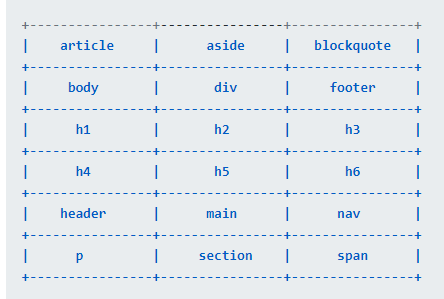 +----------------+----------------+----------------+
|    article     |      aside     |   blockquote   |
+----------------+----------------+----------------+
|     body       |       div      |     footer     |
+----------------+----------------+----------------+
|      h1        |       h2       |       h3       |
+----------------+----------------+----------------+
|      h4        |       h5       |       h6       |
+----------------+----------------+----------------+
|    header      |      main      |      nav       |
+----------------+----------------+----------------+
|      p         |     section    |      span      |
+----------------+----------------+----------------+